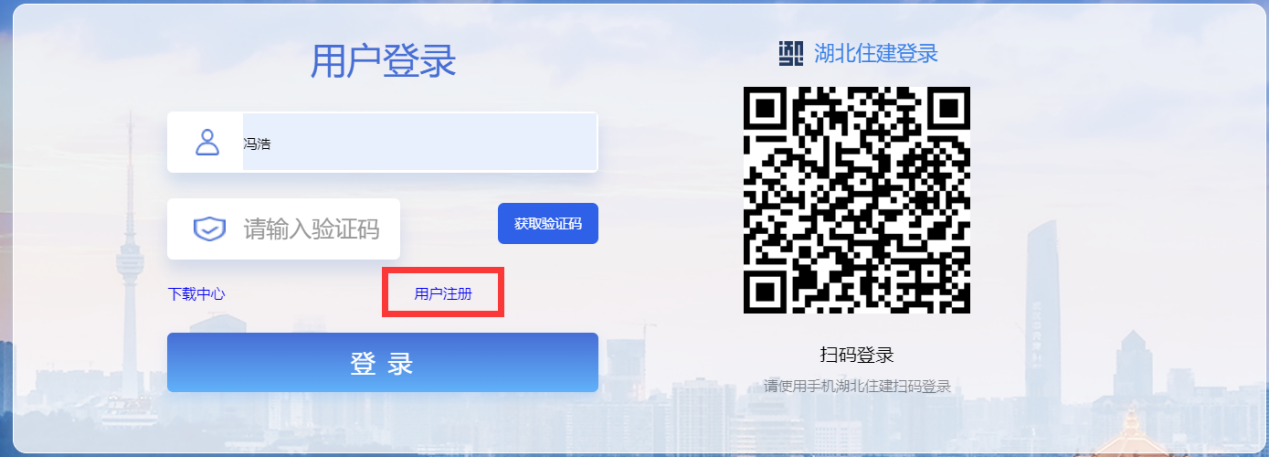 用户登录
冯浩
请输入验证码
获取验证码
下载中心
用户注册
登 录
湖北住建登录
扫码登录
请使用手机湖北住建扫码登录